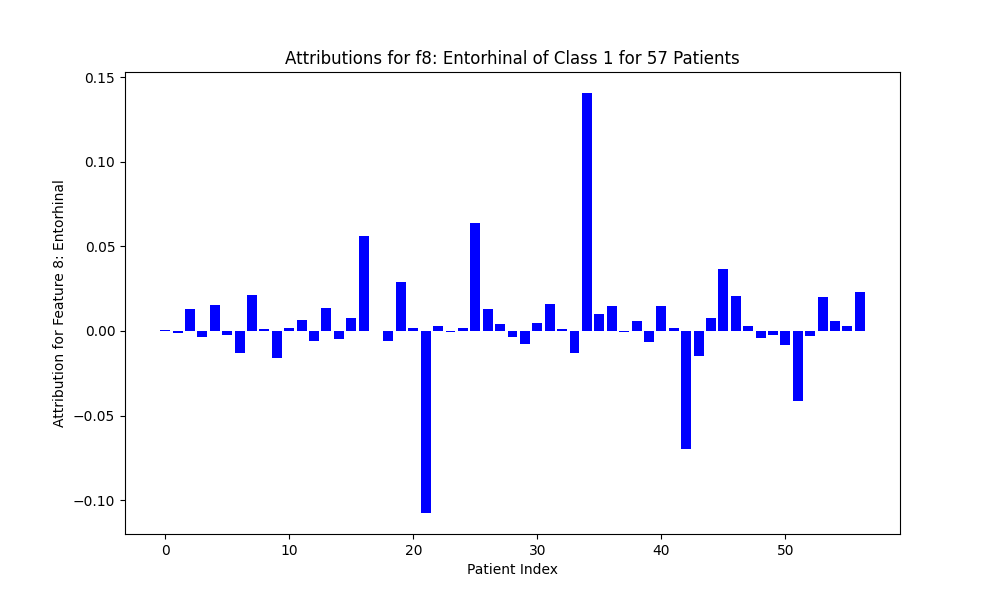 Attributions for f8: Entorhinal of Class 1 for 57 Patients
Attribution for Feature 8: Entorhinal
0.15
0.10
0.05
0.00
−0.05
−0.10
0 10 20 30 40 50
Patient Index